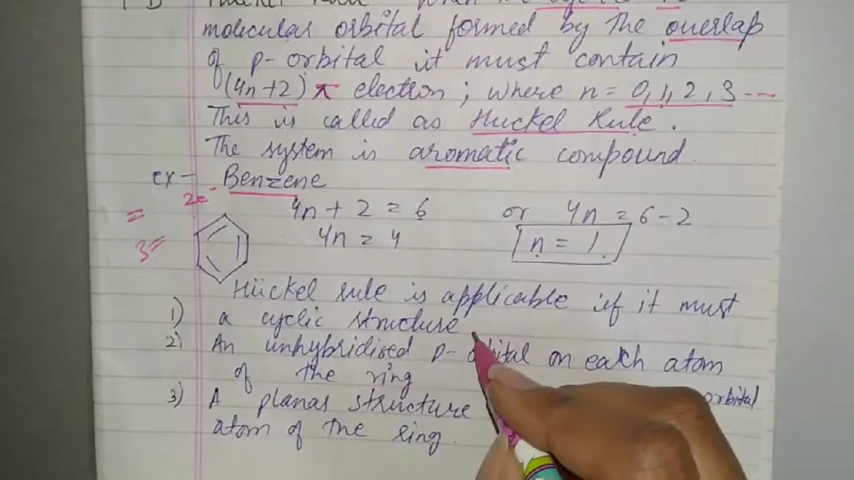 molecular orbital formed by the overlap
of p-orbital it must contain
(4n+2) π electron ; where n = 0, 1, 2, 3 ---
This is called as Huckel Rule.
The system is aromatic compound.
ex- Benzene
= 2e-
4n + 2 = 6 or 4n = 6-2
3= 4n = 4 n = 1
Hückel rule is applicable if it must
1) a cyclic structure
2) An unhybridised p-orbital on each atom
of the ring
3) A planar structure orbital
atom of the ring.